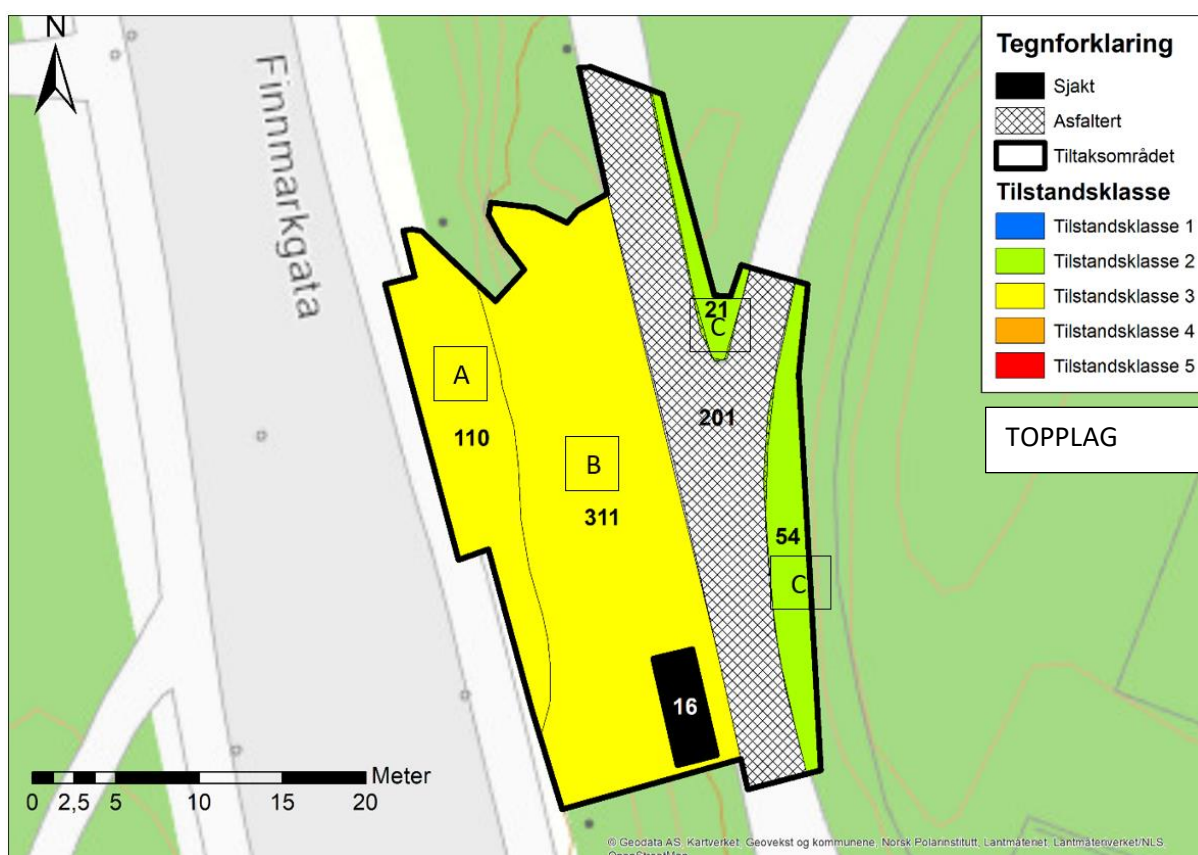 N
Finnmarkgata
A
110
B
311
21
C
201
54
C
16
Meter
0 2,5 5 10 15 20
Tegnforklaring
Sjakt
Asfaltert
Tiltaksområdet
Tilstandsklasse
Tilstandsklasse 1
Tilstandsklasse 2
Tilstandsklasse 3
Tilstandsklasse 4
Tilstandsklasse 5
TOPPLAG
© Geodata AS, Kartverket, Geovekst og kommunene, Norsk Polarinstitutt, Lantmäteriet, Lantmäteriverket/NLS
OpenStreetMap